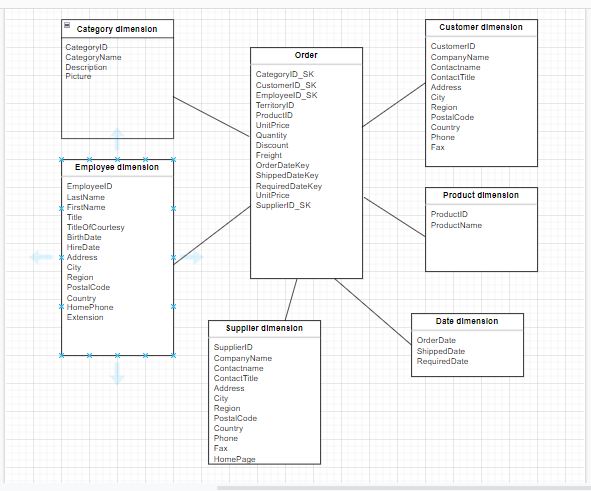 Category dimension
CategoryID
CategoryName
Description
Picture
Employee dimension
EmployeeID
LastName
FirstName
Title
TitleOfCourtesy
BirthDate
HireDate
Address
City
Region
PostalCode
Country
HomePhone
Extension
Order
CategoryID_SK
CustomerID_SK
EmployeeID_SK
TerritoryID
ProductID
UnitPrice
Quantity
Discount
Freight
OrderDateKey
ShippedDateKey
RequiredDateKey
UnitPrice
SupplierID_SK
Supplier dimension
SupplierID
CompanyName
Contactname
ContactTitle
Address
City
Region
PostalCode
Country
Phone
Fax
HomePage
Customer dimension
CustomerID
CompanyName
Contactname
ContactTitle
Address
City
Region
PostalCode
Country
Phone
Fax
Product dimension
ProductID
ProductName
Date dimension
OrderDate
ShippedDate
RequiredDate